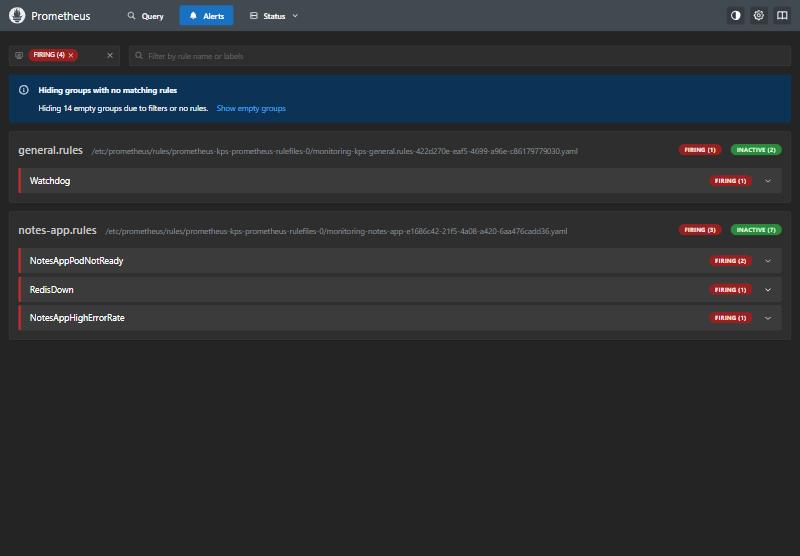 Prometheus Query Alerts Status
FIRING (4) Filter by rule name or labels
Hiding groups with no matching rules
Hiding 14 empty groups due to filters or no rules. Show empty groups
general.rules /etc/prometheus/rules/prometheus-kps-prometheus-rulefiles-0/monitoring-kps-general.rules-422d270e-eaf5-4699-a96e-c86179779030.yaml FIRING (1) INACTIVE (2)
Watchdog FIRING (1)
notes-app.rules /etc/prometheus/rules/prometheus-kps-prometheus-rulefiles-0/monitoring-notes-app-e1686c42-21f5-4a08-a420-6aa476cadd36.yaml FIRING (3) INACTIVE (7)
NotesAppPodNotReady FIRING (2)
RedisDown FIRING (1)
NotesAppHighErrorRate FIRING (1)